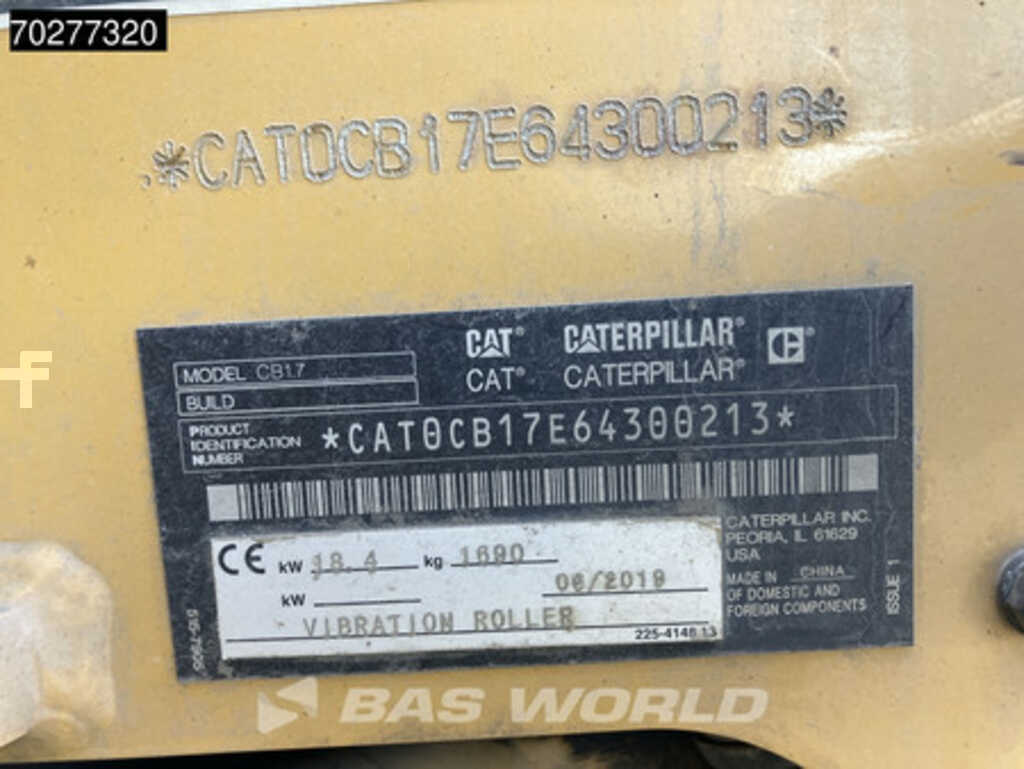 70277320
*CAT0CB17E64300213*
CAT® CATERPILLAR®
CAT® CATERPILLAR®
MODEL CB17
BUILD
PRODUCT IDENTIFICATION NUMBER *CAT0CB17E64300213*
CATERPILLAR INC.
PEORIA, IL 61629
USA
MADE IN CHINA
OF DOMESTIC AND
FOREIGN COMPONENTS
ISSUE 1
CE kW 18.4 kg 1690
kW 06/2019
VIBRATION ROLLER
225-4148 13
BAS WORLD